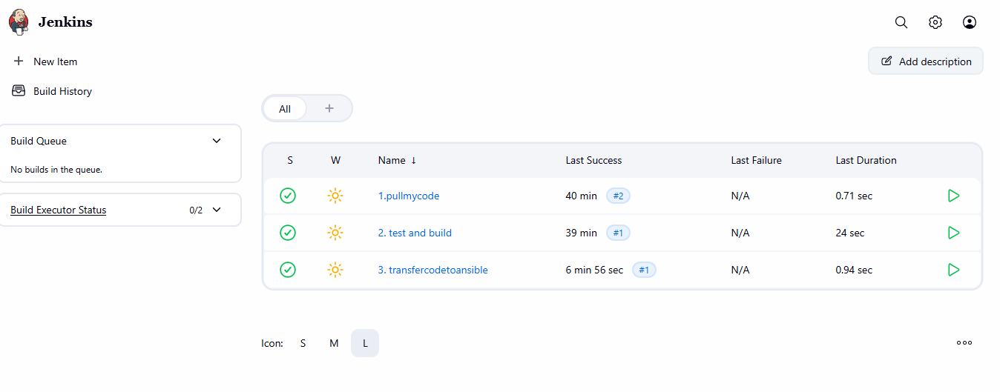 Jenkins
New Item
Add description
Build History
All
Build Queue
No builds in the queue.
Build Executor Status 0/2
S W Name ↓ Last Success Last Failure Last Duration
1.pullmycode 40 min #2 N/A 0.71 sec
2. test and build 39 min #1 N/A 24 sec
3. transfercodetoansible 6 min 56 sec #1 N/A 0.94 sec
Icon: S M L